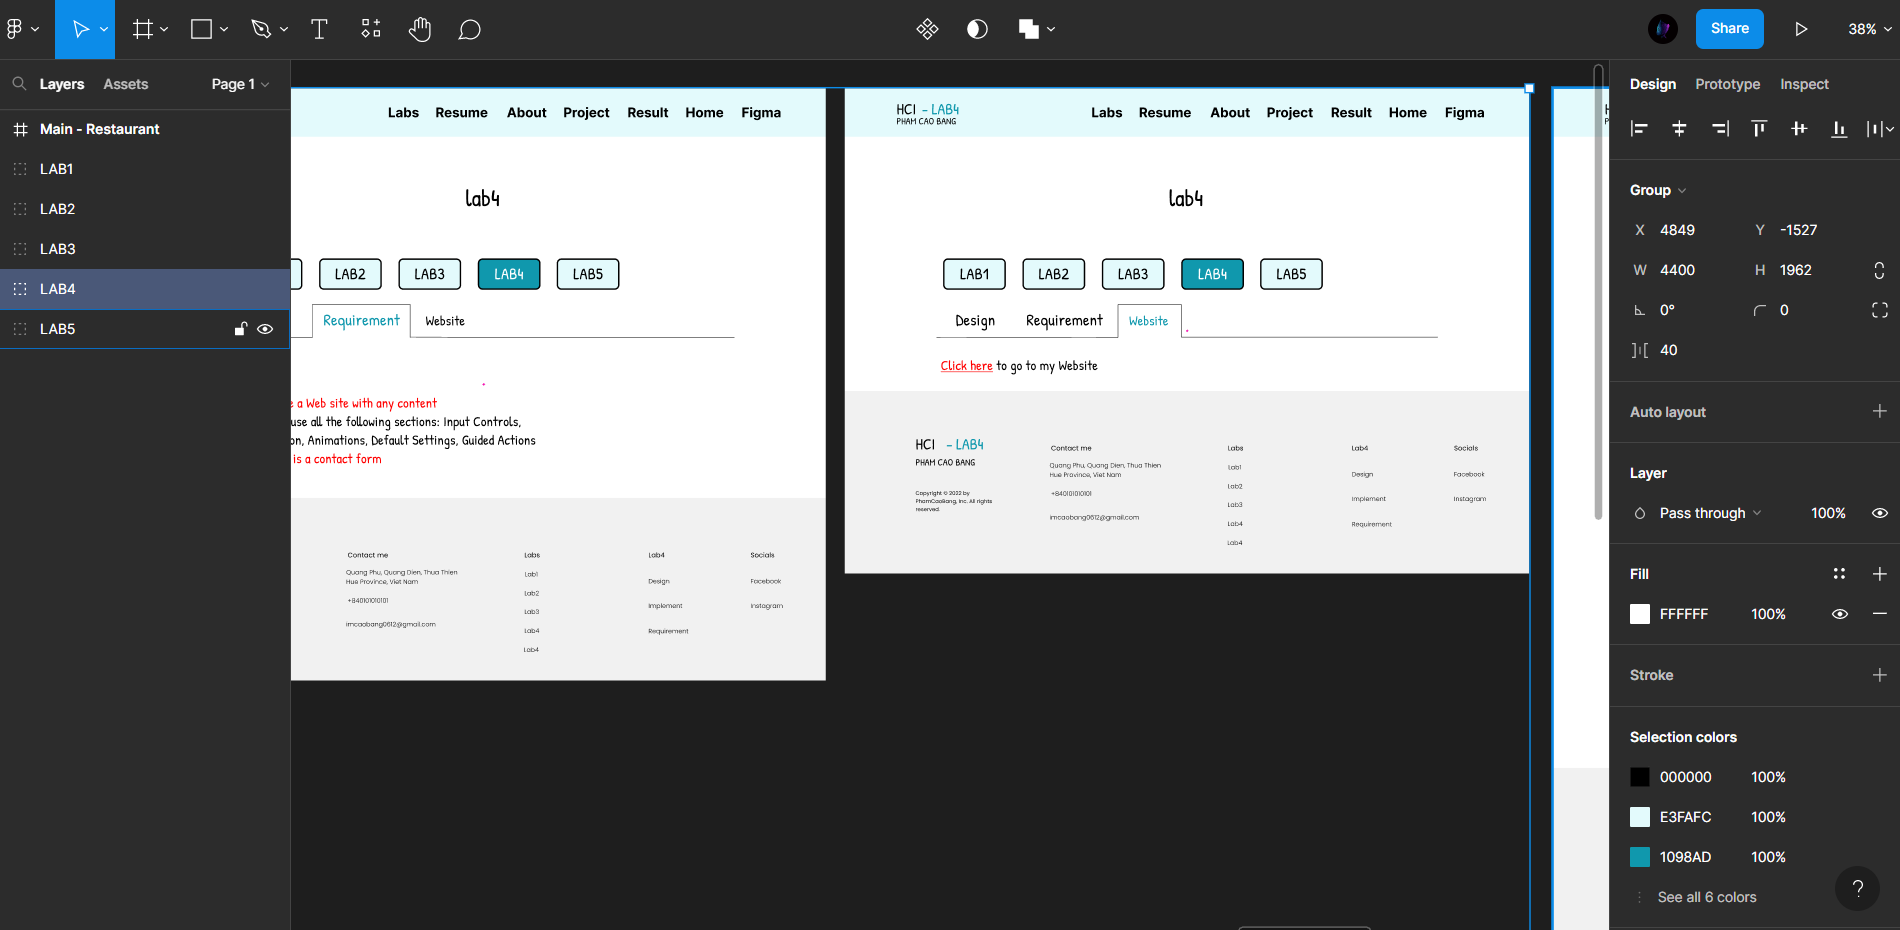 Share
38%
Layers
Assets
Page 1
Main - Restaurant
LAB1
LAB2
LAB3
LAB4
LAB5
Labs Resume About Project Result Home Figma
lab4
LAB2 LAB3 LAB4 LAB5
Requirement Website
a Web site with any content
use all the following sections: Input Controls,
on, Animations, Default Settings, Guided Actions
is a contact form
Contact me Labs Lab4 Socials
Quang Phu, Quang Dien, Thua Thien
Hue Province, Viet Nam
+840101010101
imcaobang0612@gmail.com
Lab1
Lab2
Lab3
Lab4
Lab4
Design
Implement
Requirement
Facebook
Instagram
HCI - LAB4
PHAM CAO BANG
Labs Resume About Project Result Home Figma
lab4
LAB1 LAB2 LAB3 LAB4 LAB5
Design Requirement Website
Click here to go to my Website
HCI - LAB4
PHAM CAO BANG
Copyright © 2022 by
PhamCaoBang, Inc. All rights
reserved.
Contact me
Quang Phu, Quang Dien, Thua Thien
Hue Province, Viet Nam
+840101010101
imcaobang0612@gmail.com
Labs
Lab1
Lab2
Lab3
Lab4
Lab4
Lab4
Design
Implement
Requirement
Socials
Facebook
Instagram
Design Prototype Inspect
Group
X 4849 Y -1527
W 4400 H 1962
0° 0
40
Auto layout
Layer
Pass through 100%
Fill
FFFFFF 100%
Stroke
Selection colors
000000 100%
E3FAFC 100%
1098AD 100%
See all 6 colors
?